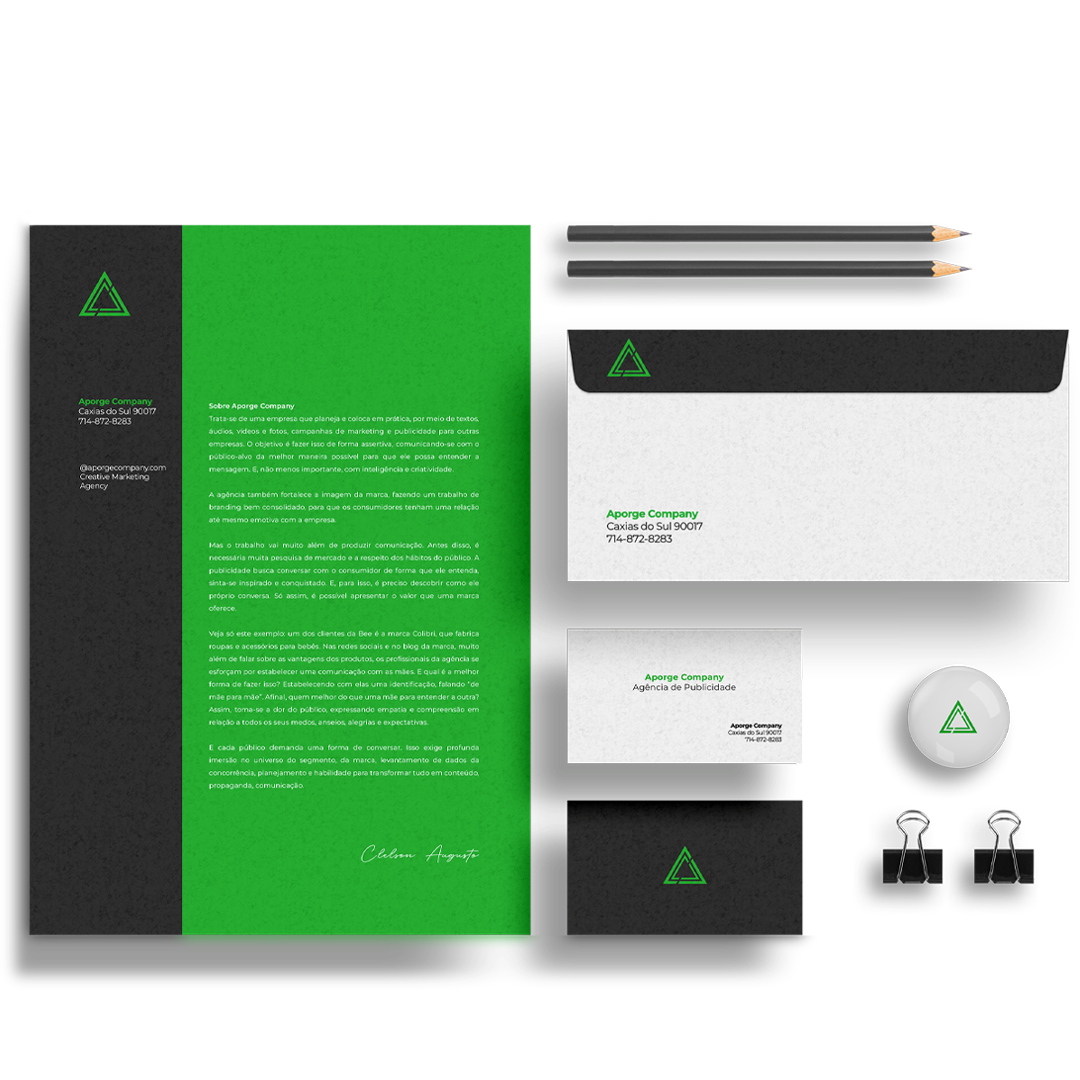 Aporge Company
Caxias do Sul 90017
714-872-8283
@aporgecompany.com
Creative Marketing
Agency
Sobre Aporge Company
Trata-se de uma empresa que planeja e coloca em prática, por meio de textos,
áudios, vídeos e fotos, campanhas de marketing e publicidade para outras
empresas. O objetivo é fazer isso de forma assertiva, comunicando-se com o
público-alvo da melhor maneira possível para que ele possa entender a
mensagem. E, não menos importante, com inteligência e criatividade.
A agência também fortalece a imagem da marca, fazendo um trabalho de
branding bem consolidado, para que os consumidores tenham uma relação
até mesmo emotiva com a empresa.
Mas o trabalho vai muito além de produzir comunicação. Antes disso, é
necessária muita pesquisa de mercado e a respeito dos hábitos do público. A
publicidade busca conversar com o consumidor de forma que ele entenda,
sinta-se inspirado e conquistado. E, para isso, é preciso descobrir como ele
próprio conversa. Só assim, é possível apresentar o valor que uma marca
oferece.
Veja só este exemplo: um dos clientes da Bee é a marca Colibri, que fabrica
roupas e acessórios para bebês. Nas redes sociais e no blog da marca, muito
além de falar sobre as vantagens dos produtos, os profissionais da agência se
esforçam por estabelecer uma comunicação com as mães. E qual é a melhor
forma de fazer isso? Estabelecendo com elas uma identificação, falando “de
mãe para mãe”. Afinal, quem melhor do que uma mãe para entender a outra?
Assim, toma-se a dor do público, expressando empatia e compreensão em
relação a todos os seus medos, anseios, alegrias e expectativas.
E cada público demanda uma forma de conversar. Isso exige profunda
imersão no universo do segmento, da marca, levantamento de dados da
concorrência, planejamento e habilidade para transformar tudo em conteúdo,
propaganda, comunicação.
Clelson Augusto
Aporge Company
Caxias do Sul 90017
714-872-8283
Aporge Company
Agência de Publicidade
Aporge Company
Caxias do Sul 90017
714-872-8283